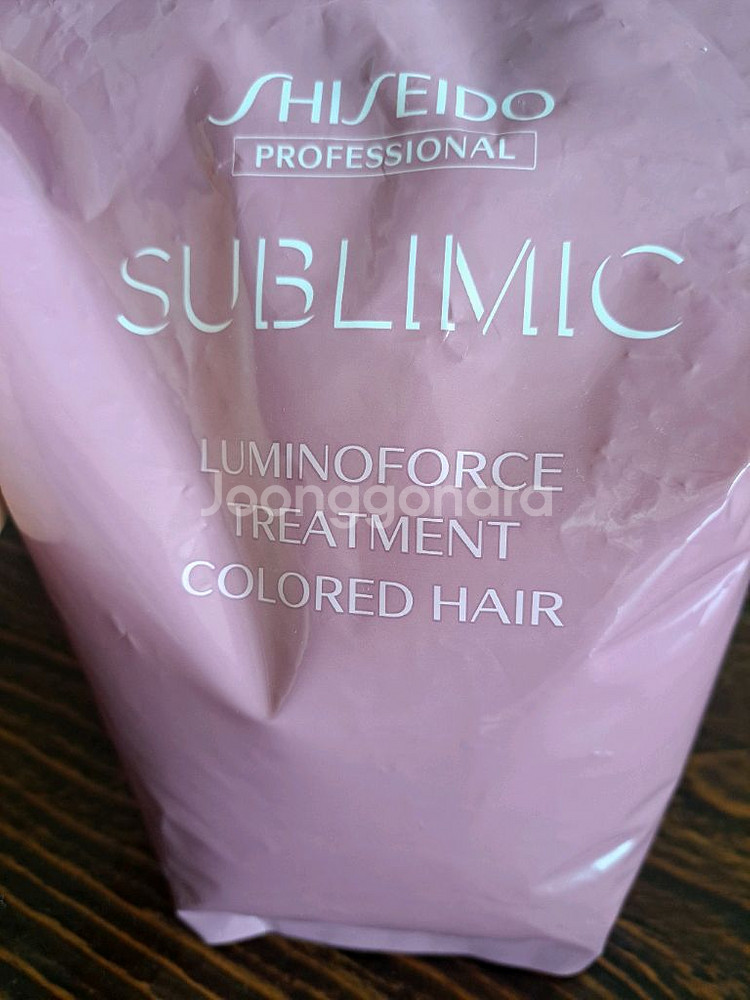 SHISEIDO
PROFESSIONAL
SUBLIMIC
LUMINOFORCE
Joonggonara
TREATMENT
COLORED HAIR